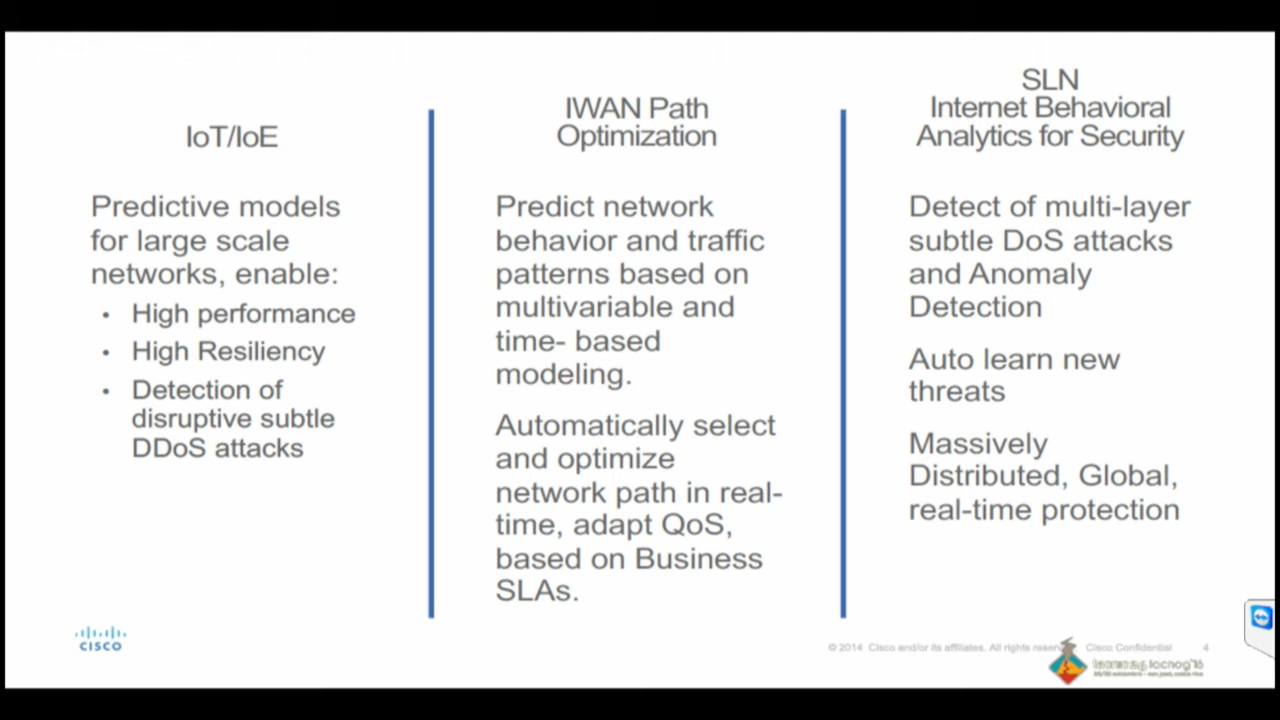 IoT/IoE
Predictive models
for large scale
networks, enable:
• High performance
• High Resiliency
• Detection of
disruptive subtle
DDoS attacks
IWAN Path
Optimization
Predict network
behavior and traffic
patterns based on
multivariable and
time- based
modeling.
Automatically select
and optimize
network path in real-
time, adapt QoS,
based on Business
SLAs.
SLN
Internet Behavioral
Analytics for Security
Detect of multi-layer
subtle DoS attacks
and Anomaly
Detection
Auto learn new
threats
Massively
Distributed, Global,
real-time protection
CISCO
© 2014 Cisco and/or its affiliates. All rights reserv Cisco Confidential 4
lacnog'16